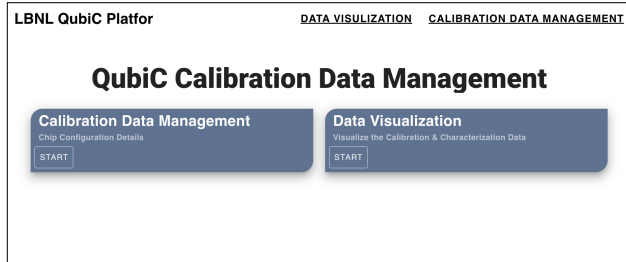 LBNL QubiC Platfor
DATA VISULIZATION CALIBRATION DATA MANAGEMENT
QubiC Calibration Data Management
Calibration Data Management
Chip Configuration Details
START
Data Visualization
Visualize the Calibration & Characterization Data
START